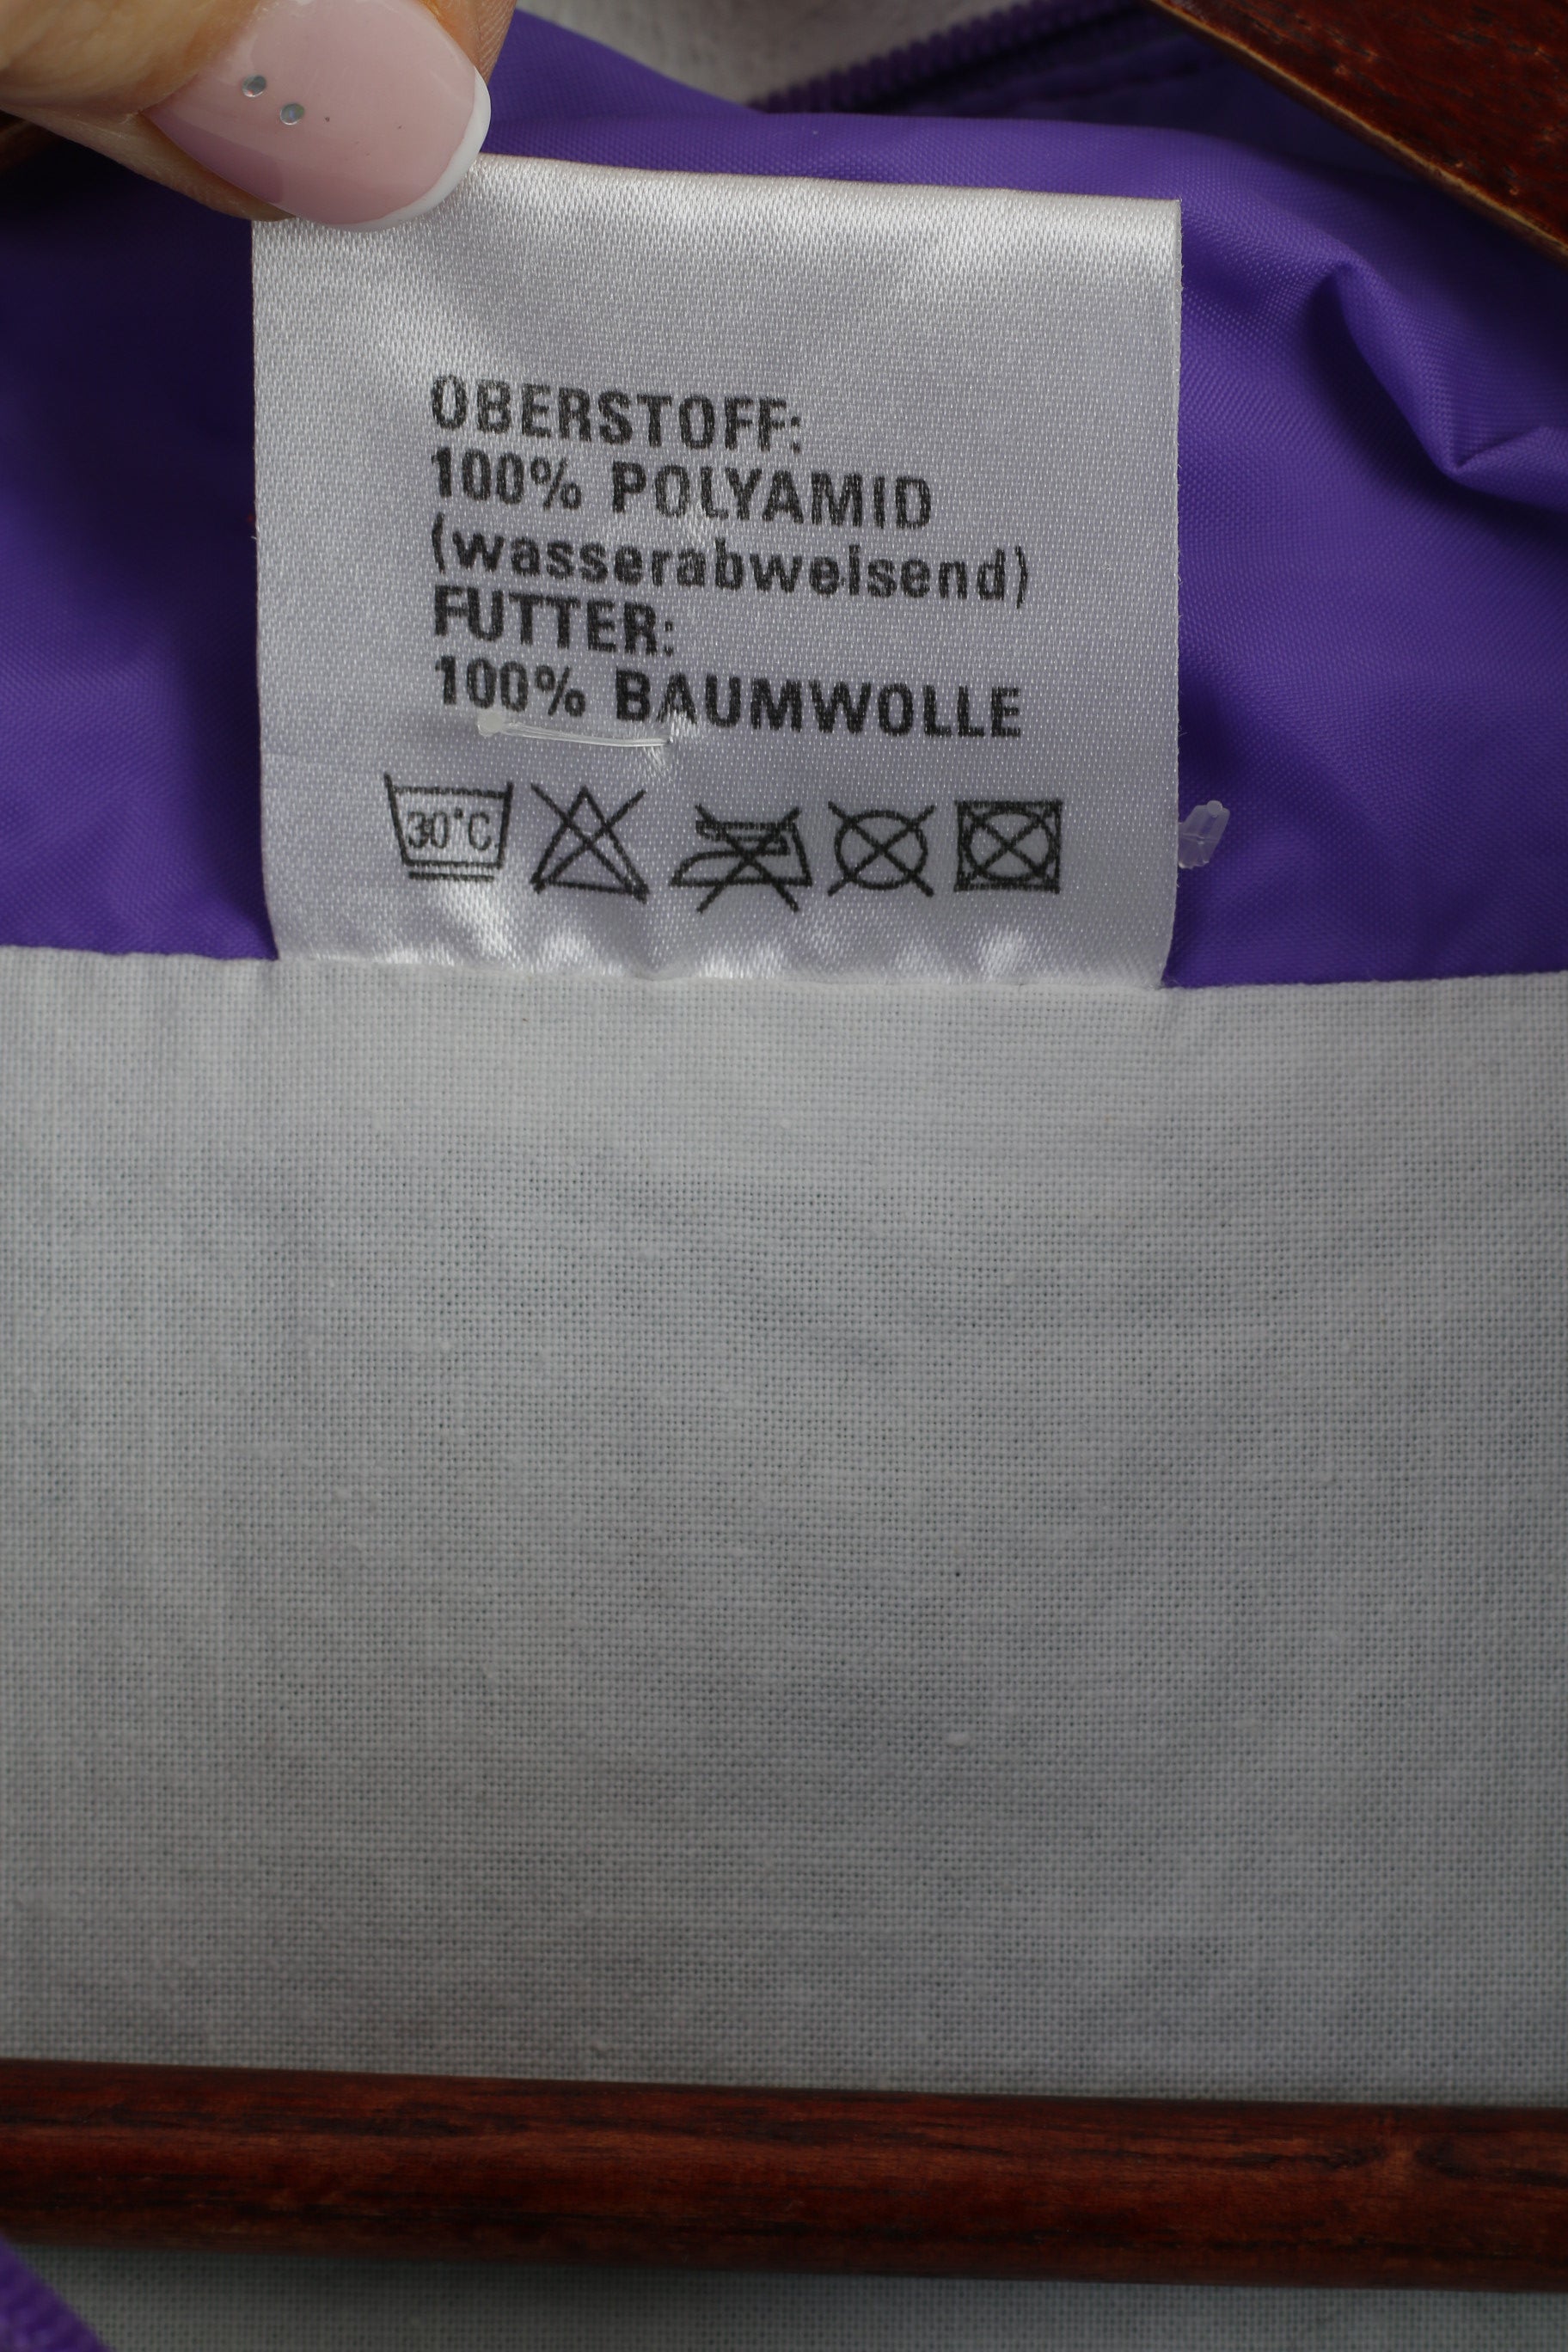 OBERSTOFF:
100% POLYAMID
(wasserabweisend)
FUTTER:
100% BAUMWOLLE
30°C